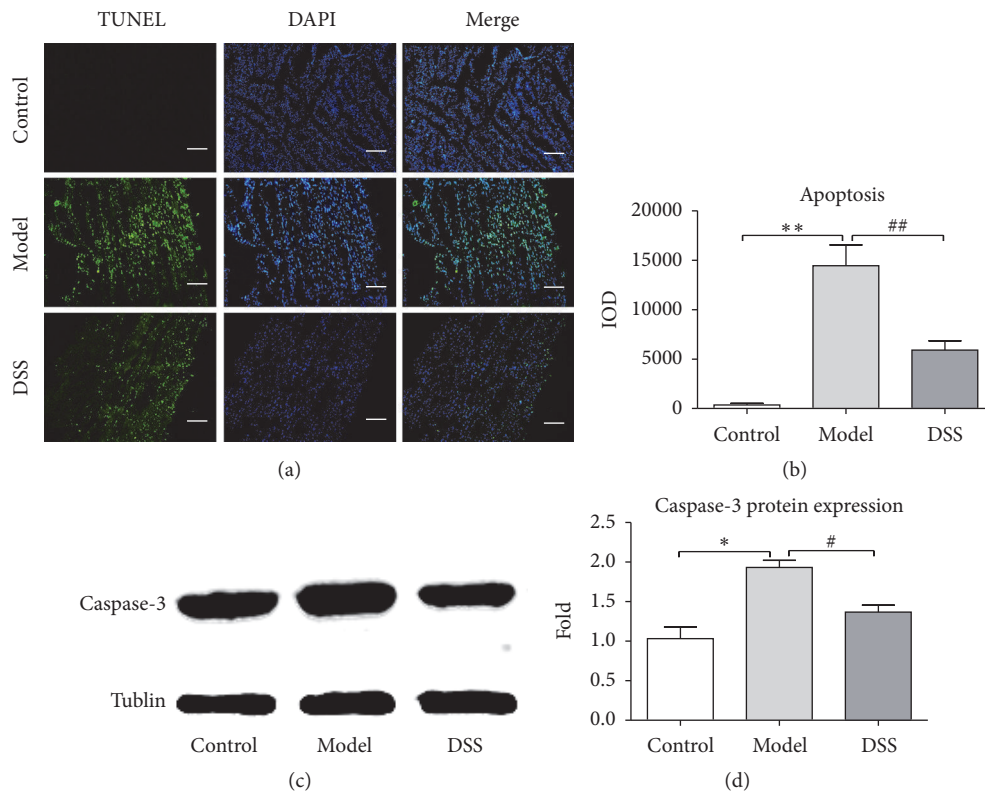 TUNEL DAPI Merge
Control
Model
DSS
(a)
Apoptosis
20000
15000
10000
5000
0
IOD
** ##
Control Model DSS
(b)
Caspase-3
Tublin
Control Model DSS
(c)
Caspase-3 protein expression
2.5
2.0
1.5
1.0
0.5
0.0
Fold
* #
Control Model DSS
(d)